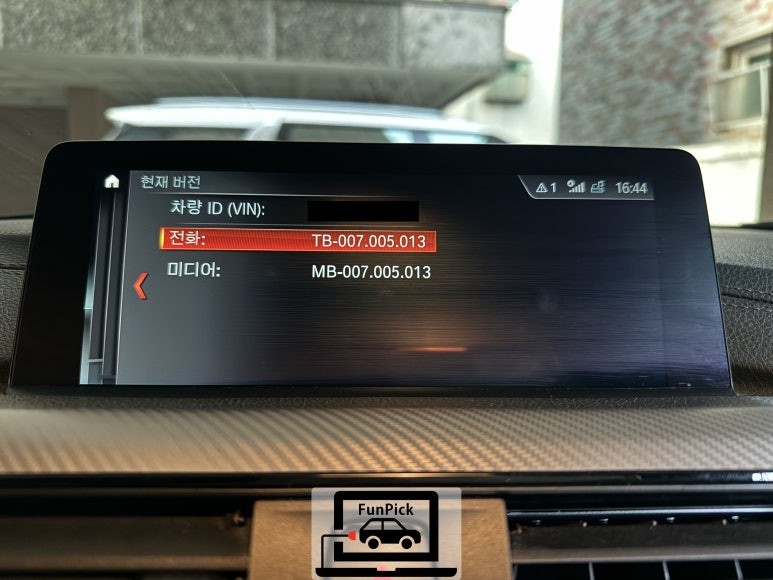 현재 버전
1 16:44
차량 ID (VIN):
전화: TB-007.005.013
미디어: MB-007.005.013
FunPick